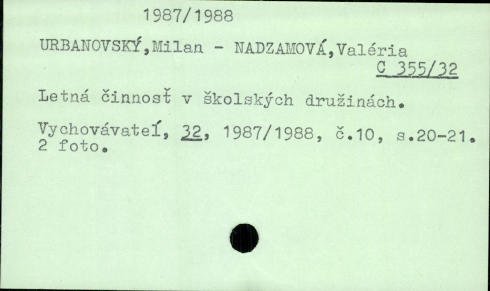 1987/1988
URBANOVSKÝ,Milan - NADZAMOVÁ,Valéria
C 355/32
Letná činnosť v školských družinách.
Vychovávateľ, 32, 1987/1988, č.10, s.20-21.
2 foto.